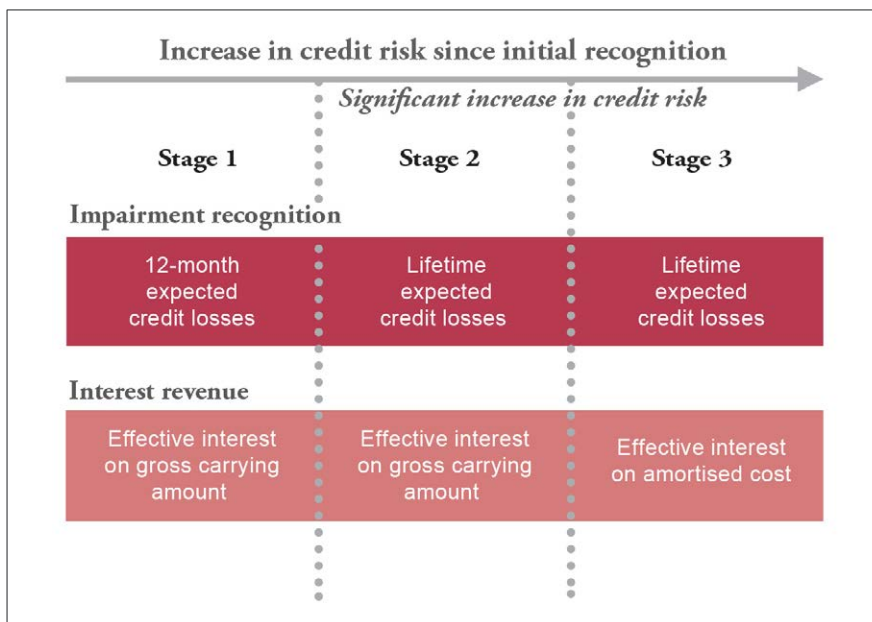 Increase in credit risk since initial recognition
Significant increase in credit risk
Stage 1
Stage 2
Stage 3
Impairment recognition
12-month
expected
credit losses
Lifetime
expected
credit losses
Lifetime
expected
credit losses
Interest revenue
Effective interest
on gross carrying
amount
Effective interest
on gross carrying
amount
Effective interest
on amortised cost